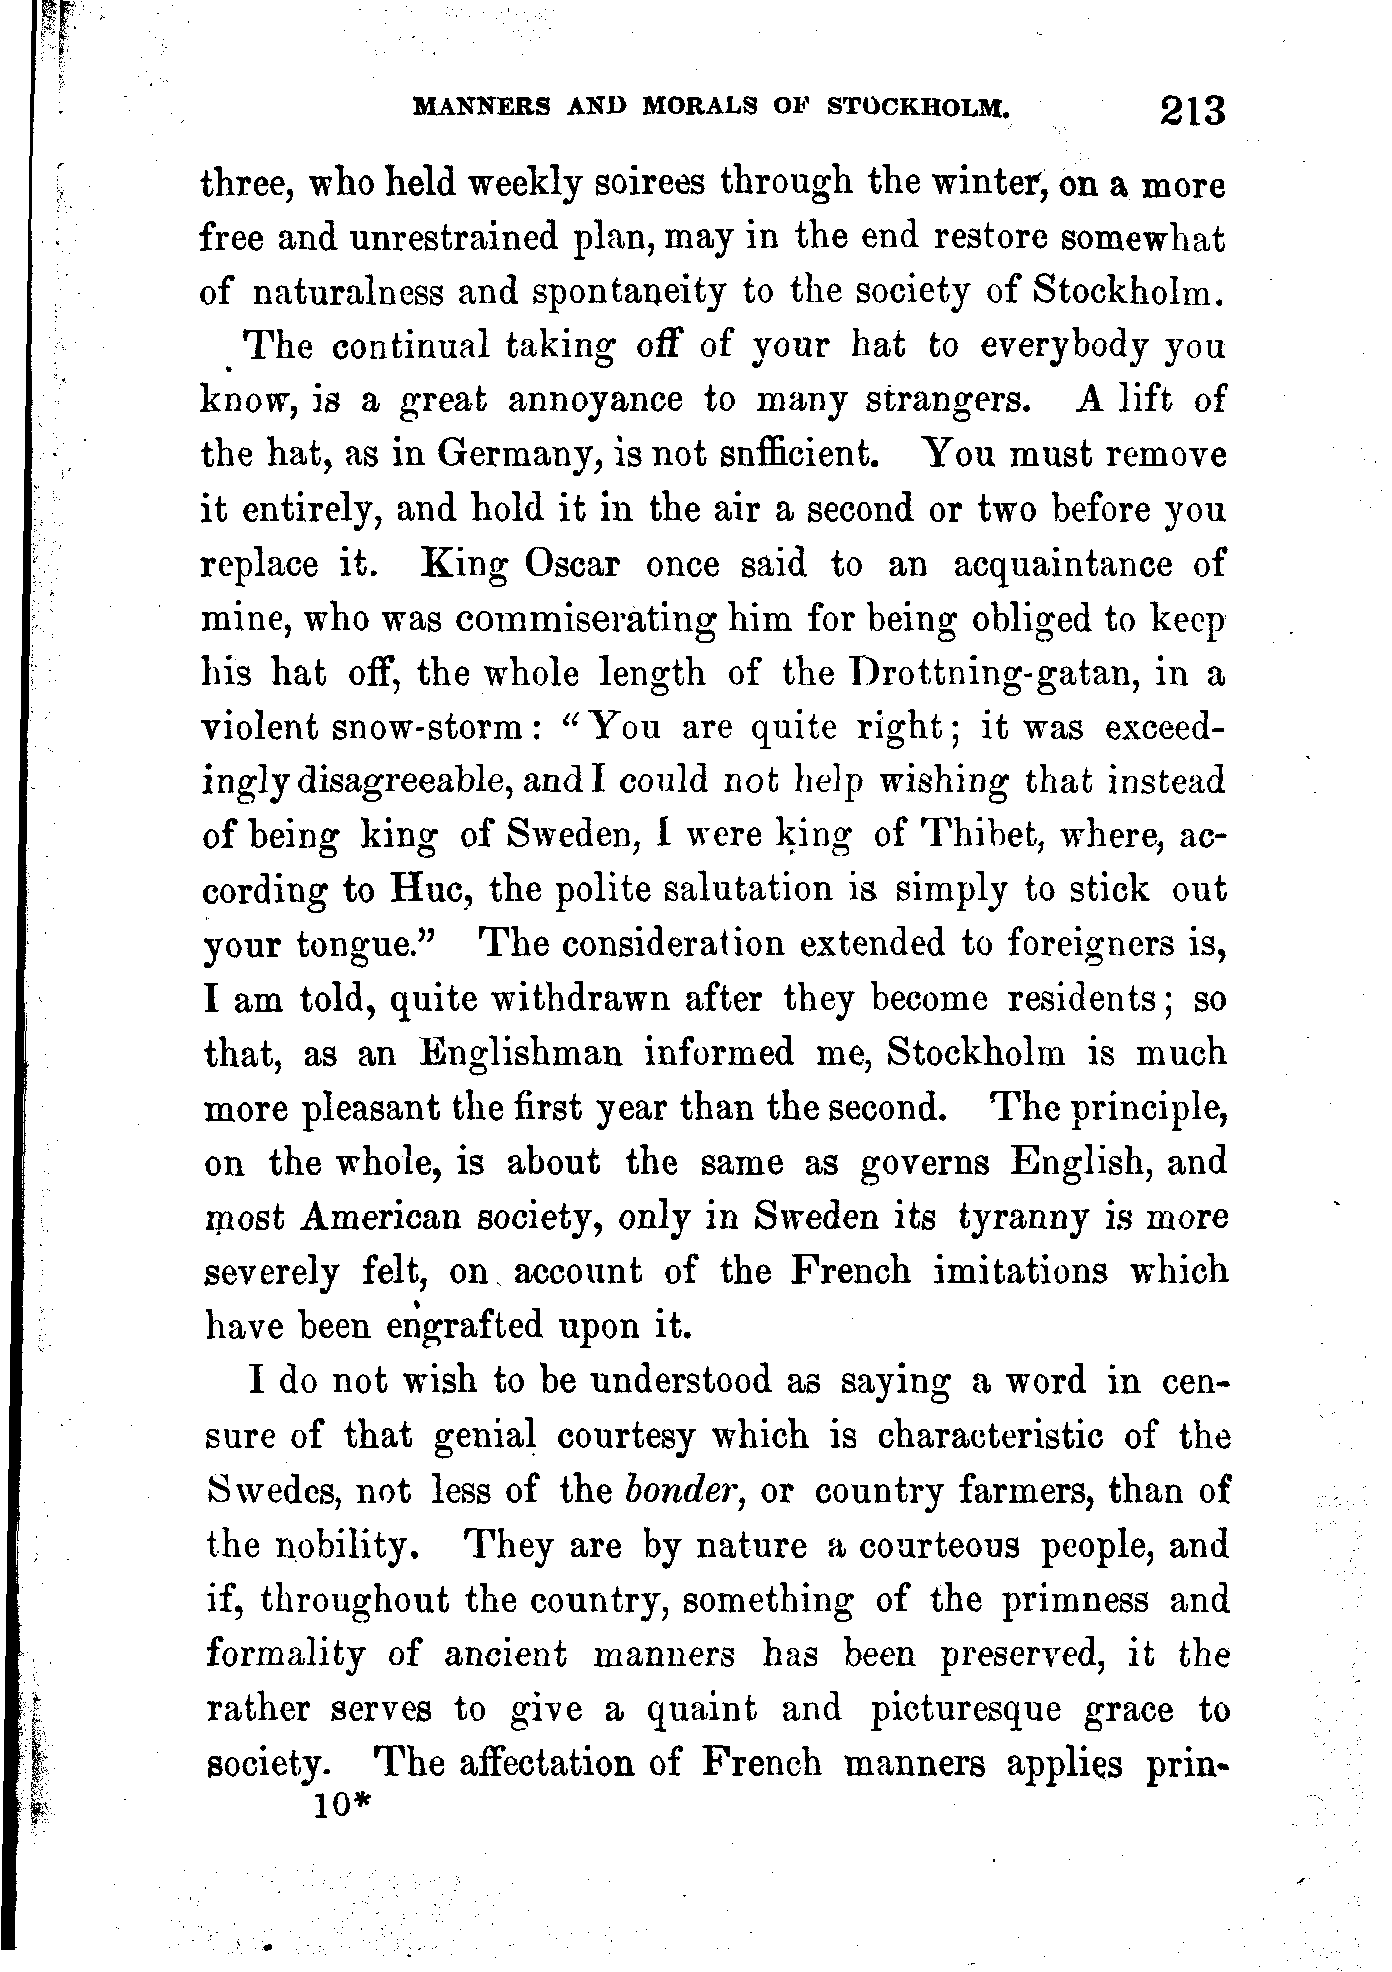 MANNERS AND MORALS OF STOCKHOLM. 213
three, who held weekly soirees through the winter, on a more
free and unrestrained plan, may in the end restore somewhat
of naturalness and spontaneity to the society of Stockholm.
The continual taking off of your hat to everybody you
know, is a great annoyance to many strangers. A lift of
the hat, as in Germany, is not snfficient. You must remove
it entirely, and hold it in the air a second or two before you
replace it. King Oscar once said to an acquaintance of
mine, who was commiserating him for being obliged to keep
his hat off, the whole length of the Drottning-gatan, in a
violent snow-storm: "You are quite right; it was exceed-
ingly disagreeable, and I could not help wishing that instead
of being king of Sweden, I were king of Thibet, where, ac-
cording to Huc, the polite salutation is simply to stick out
your tongue." The consideration extended to foreigners is,
I am told, quite withdrawn after they become residents; so
that, as an Englishman informed me, Stockholm is much
more pleasant the first year than the second. The principle,
on the whole, is about the same as governs English, and
most American society, only in Sweden its tyranny is more
severely felt, on account of the French imitations which
have been engrafted upon it.
I do not wish to be understood as saying a word in cen-
sure of that genial courtesy which is characteristic of the
Swedes, not less of the bonder, or country farmers, than of
the nobility. They are by nature a courteous people, and
if, throughout the country, something of the primness and
formality of ancient manners has been preserved, it the
rather serves to give a quaint and picturesque grace to
society. The affectation of French manners applies prin-
10*